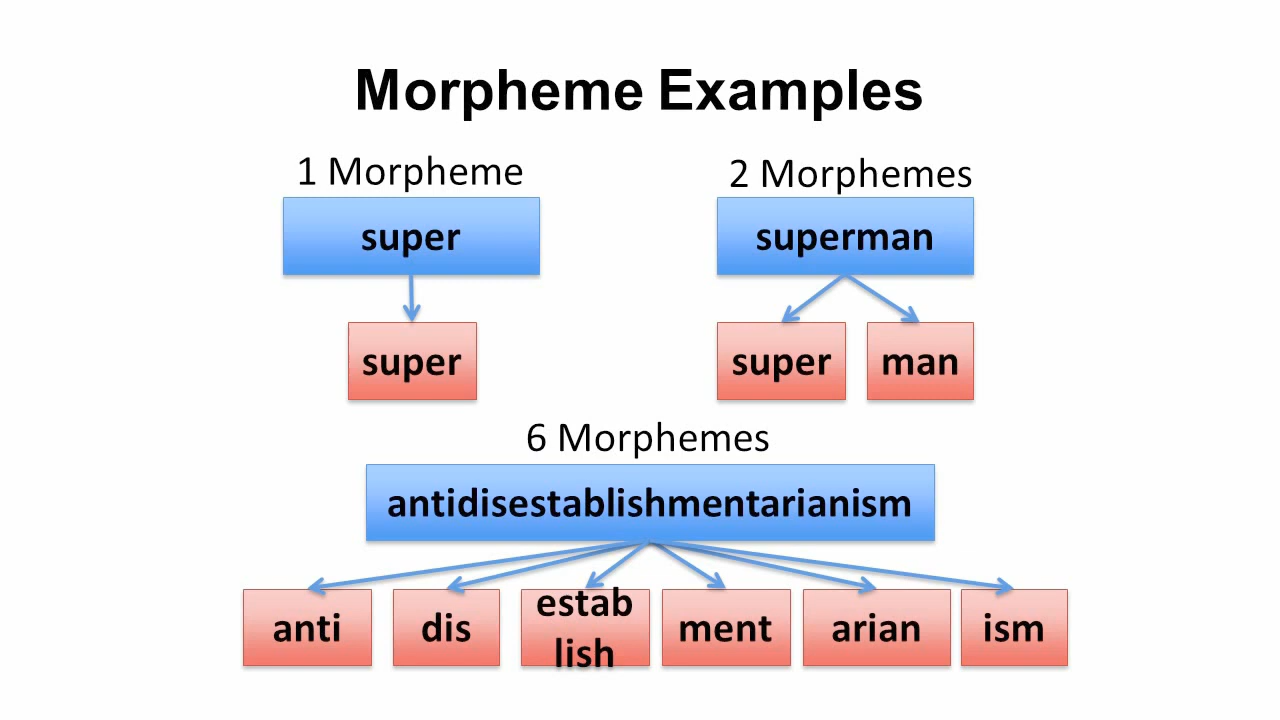 Morpheme Examples
1 Morpheme
2 Morphemes
super
superman
super
super
man
6 Morphemes
antidisestablishmentarianism
anti
dis
estab
lish
ment
arian
ism